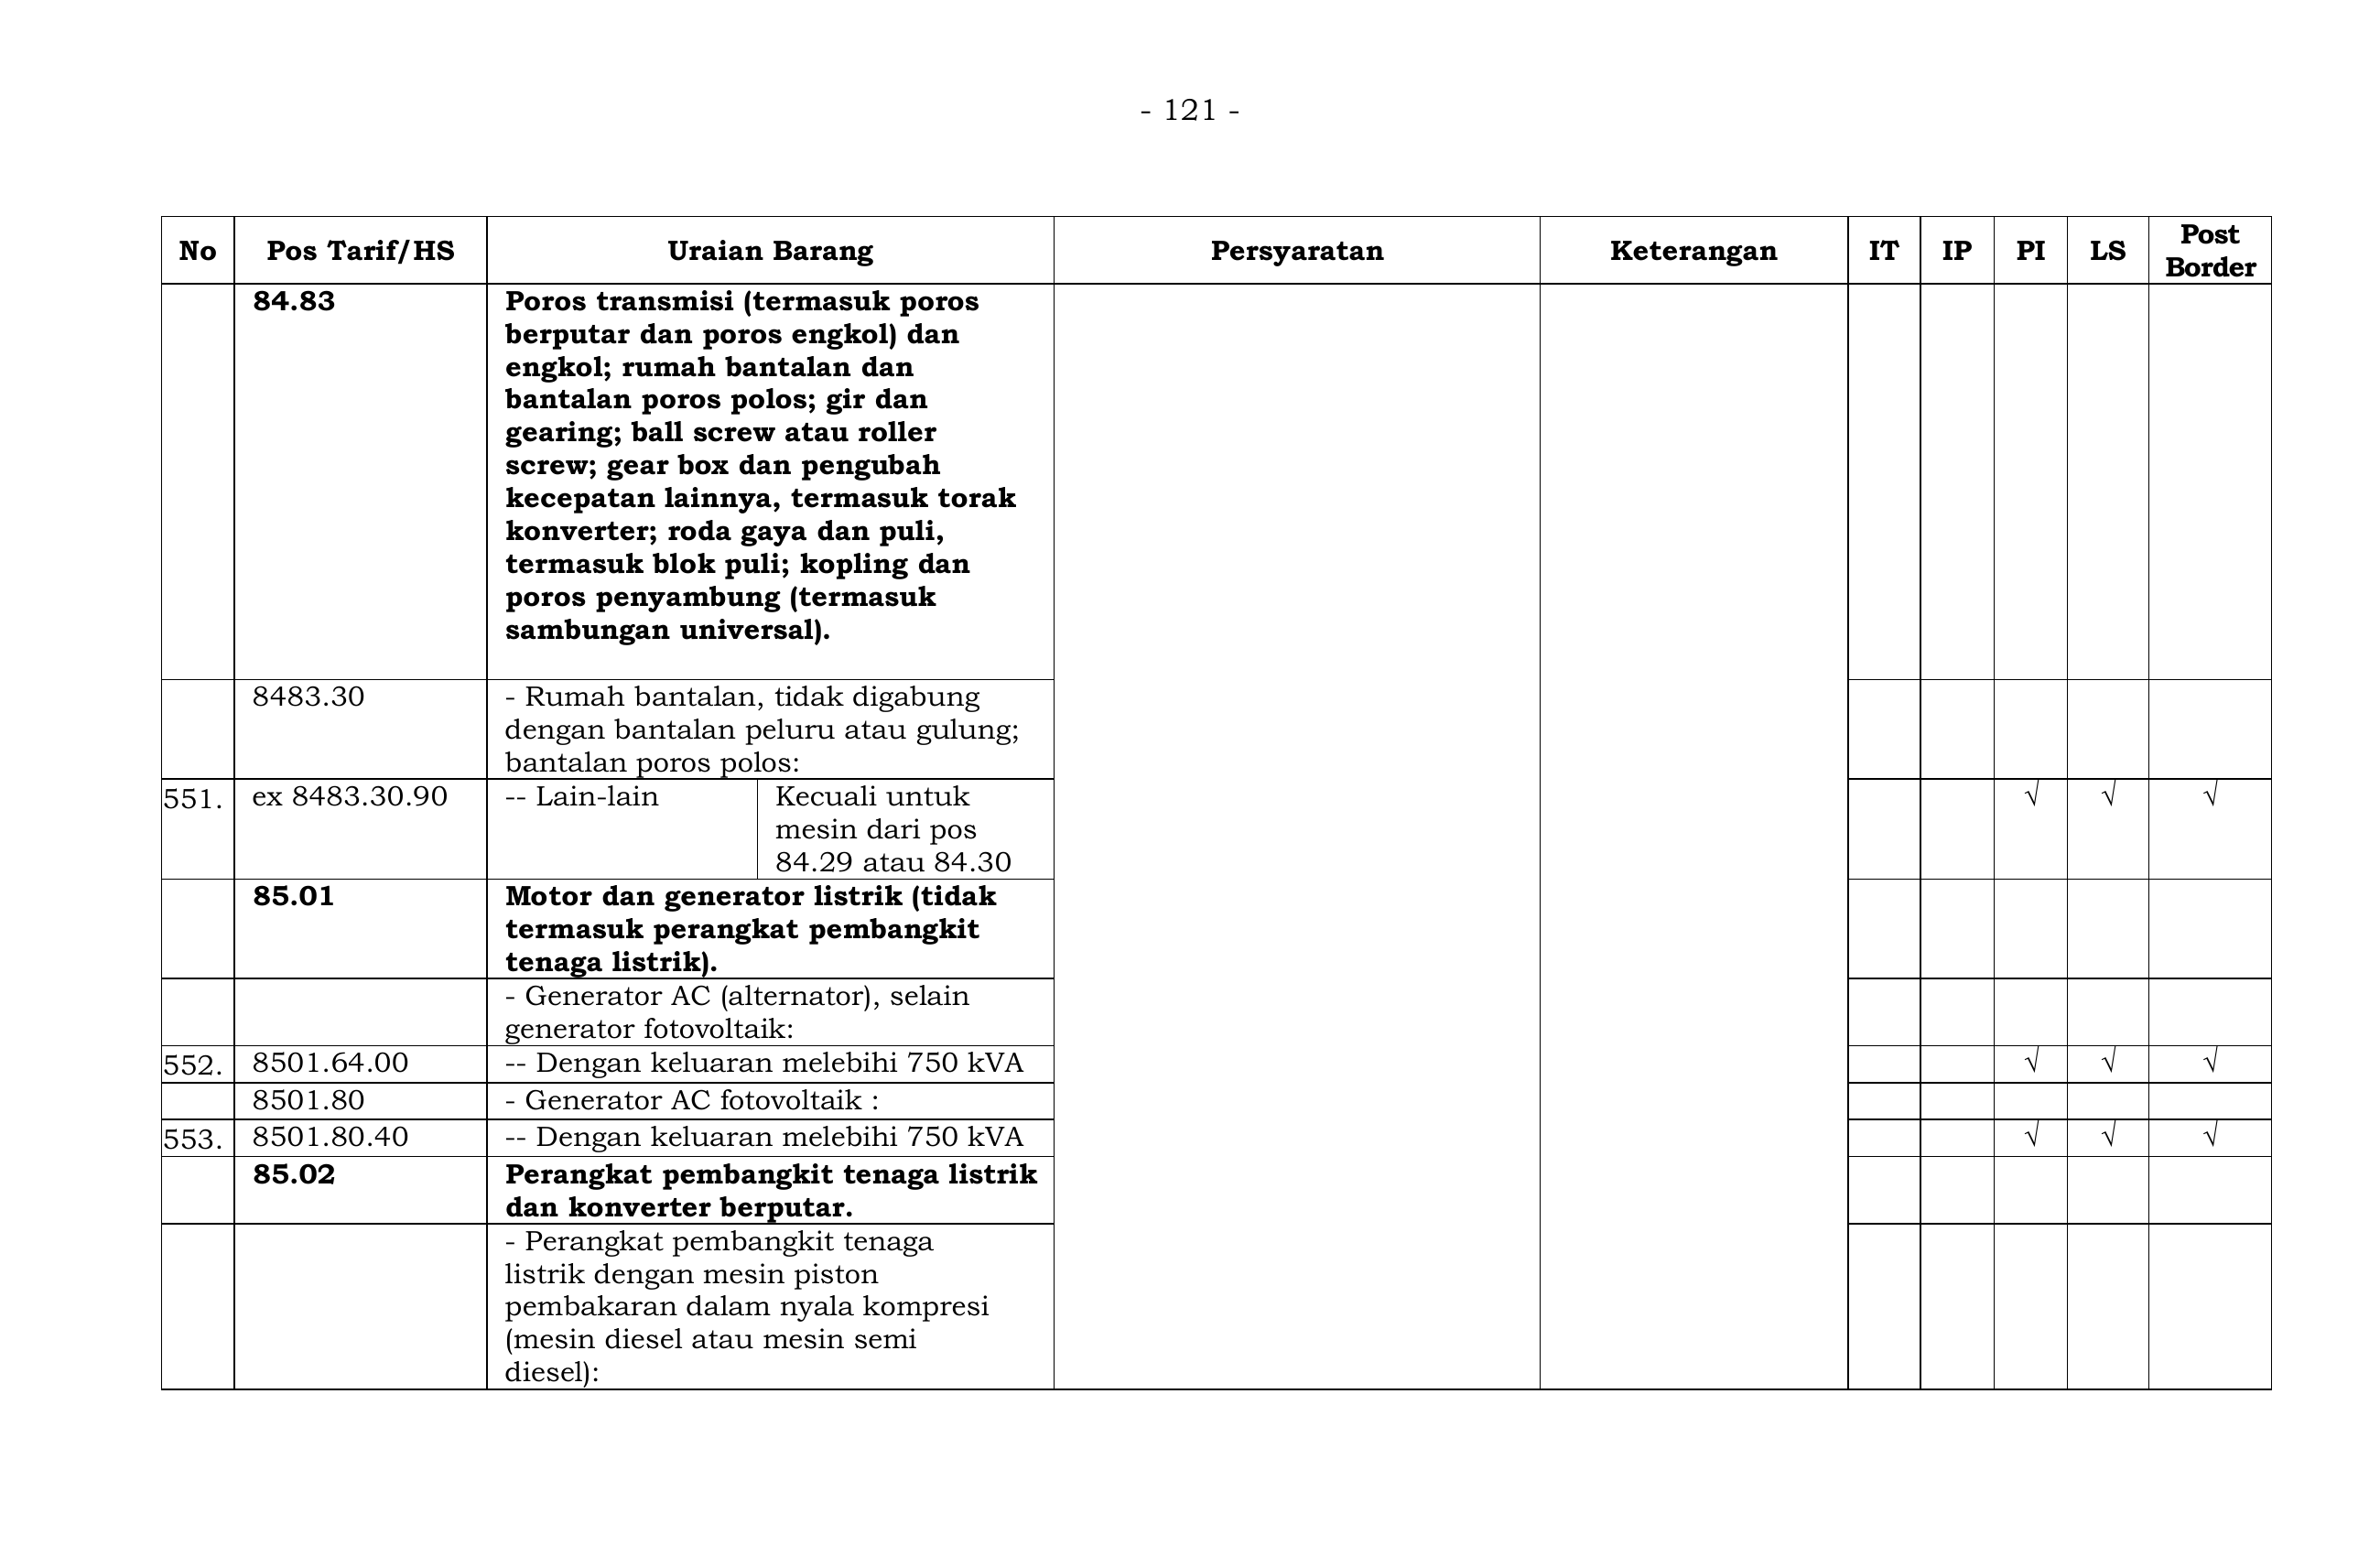 - 121 -
No Pos Tarif/HS Uraian Barang Persyaratan Keterangan IT IP PI LS Post Border
84.83 Poros transmisi (termasuk poros
berputar dan poros engkol) dan
engkol; rumah bantalan dan
bantalan poros polos; gir dan
gearing; ball screw atau roller
screw; gear box dan pengubah
kecepatan lainnya, termasuk torak
konverter; roda gaya dan puli,
termasuk blok puli; kopling dan
poros penyambung (termasuk
sambungan universal).
8483.30 - Rumah bantalan, tidak digabung
dengan bantalan peluru atau gulung;
bantalan poros polos:
551. ex 8483.30.90 -- Lain-lain Kecuali untuk √ √ √
mesin dari pos
84.29 atau 84.30
85.01 Motor dan generator listrik (tidak
termasuk perangkat pembangkit
tenaga listrik).
- Generator AC (alternator), selain
generator fotovoltaik:
552. 8501.64.00 -- Dengan keluaran melebihi 750 kVA √ √ √
8501.80 - Generator AC fotovoltaik :
553. 8501.80.40 -- Dengan keluaran melebihi 750 kVA √ √ √
85.02 Perangkat pembangkit tenaga listrik
dan konverter berputar.
- Perangkat pembangkit tenaga
listrik dengan mesin piston
pembakaran dalam nyala kompresi
(mesin diesel atau mesin semi
diesel):